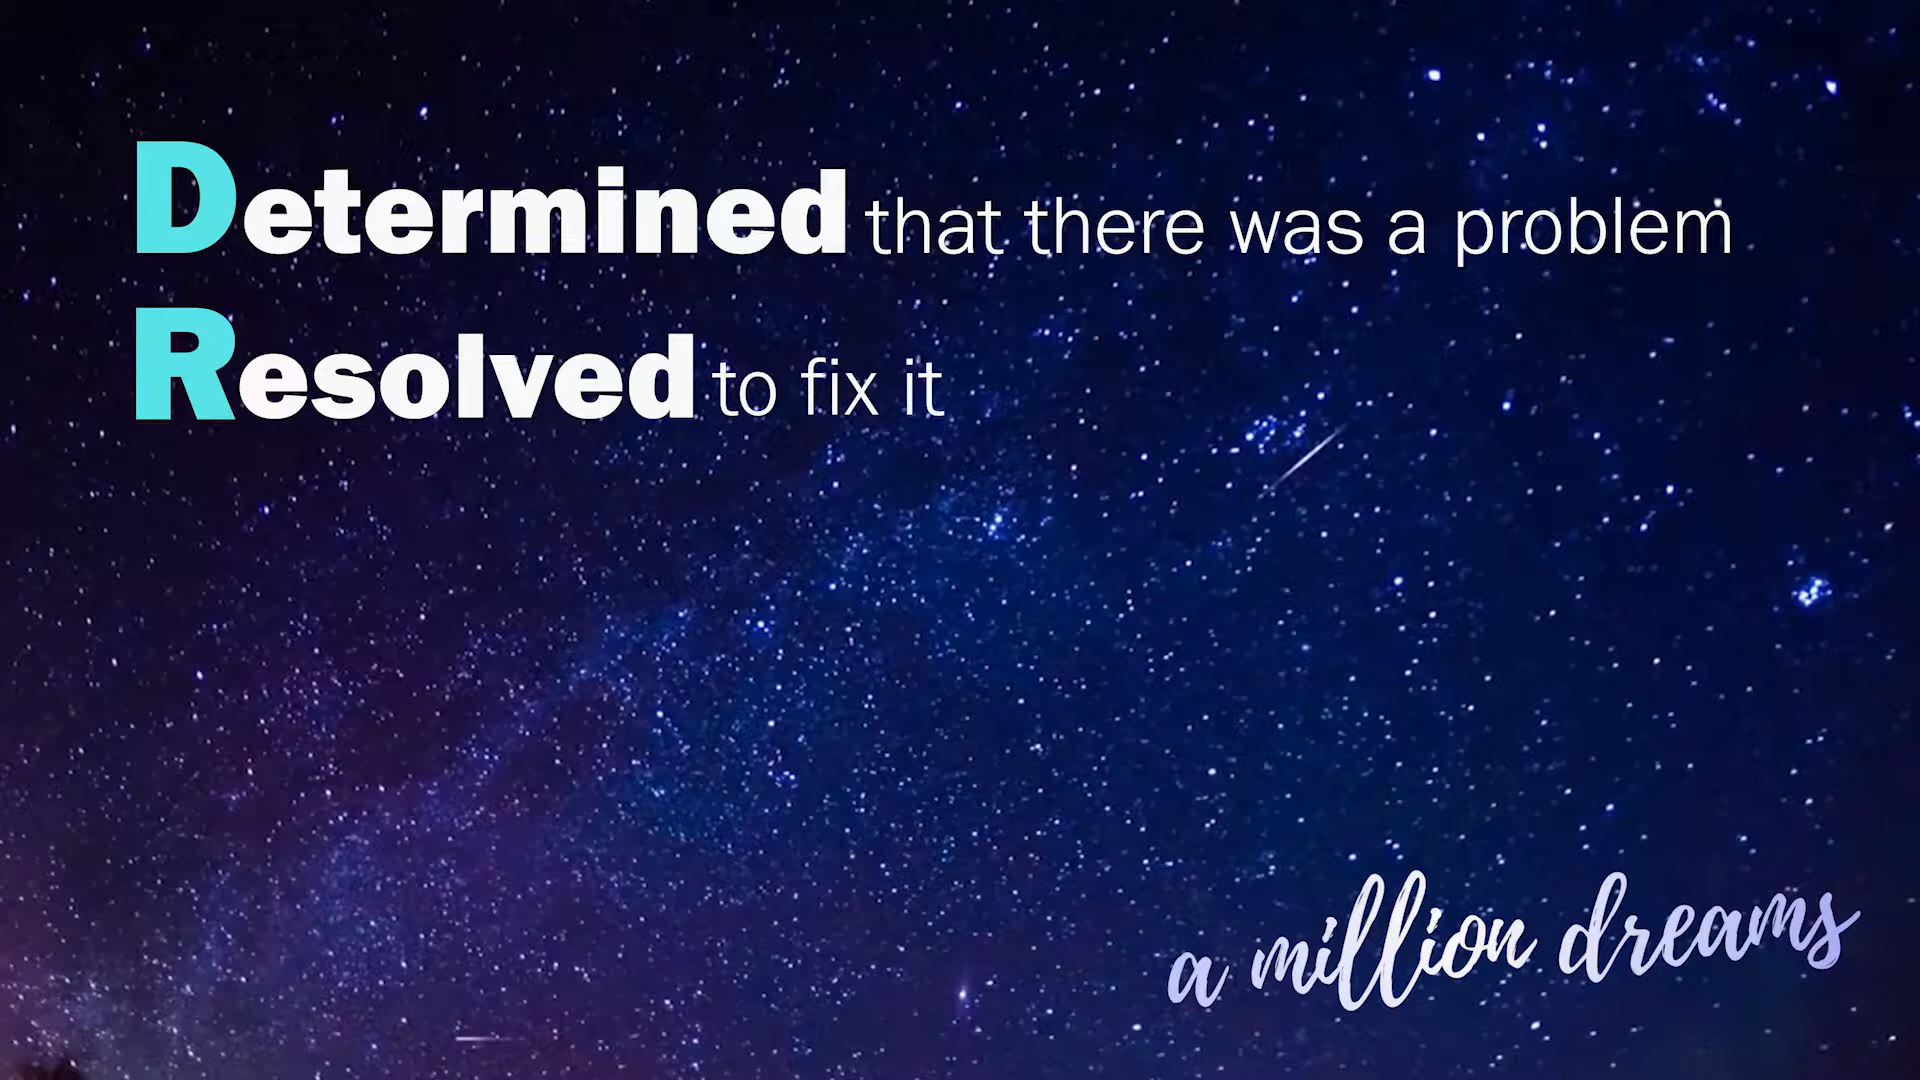 Determined that there was a problem
Resolved to fix it
a million dreams